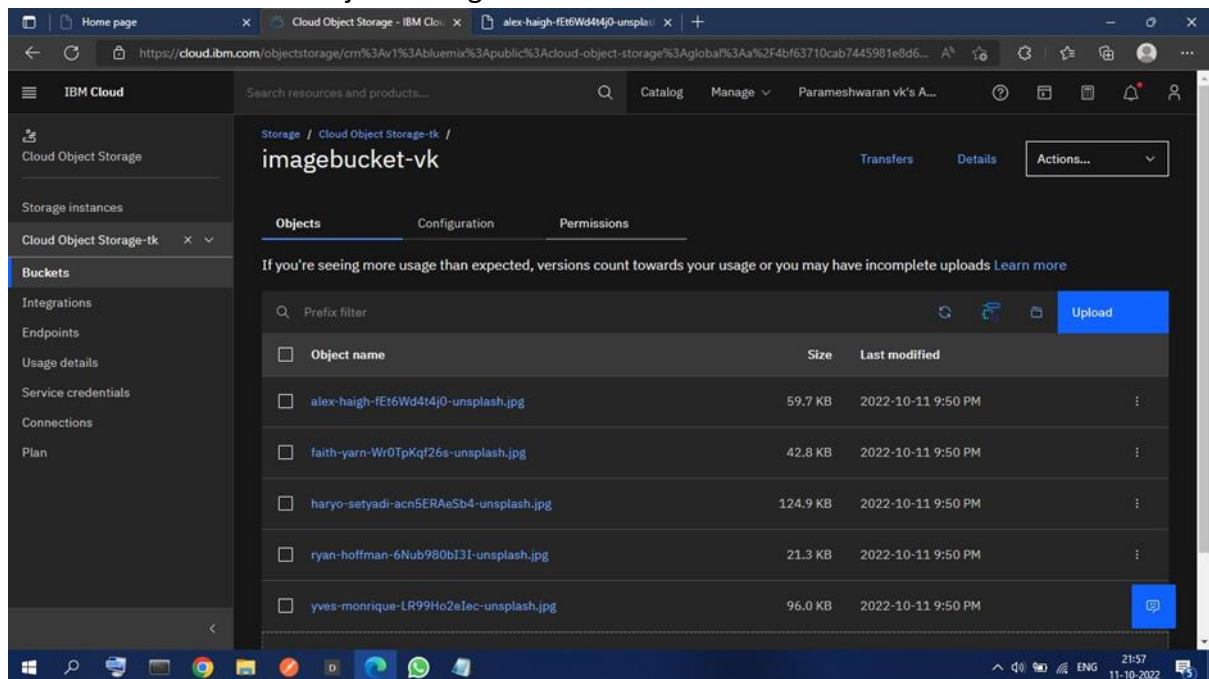 Home page
Cloud Object Storage - IBM Clou
alex-haigh-fEt6Wd4t4j0-unsplas
https://cloud.ibm.com/objectstorage/crn%3Av1%3Abluemix%3Apublic%3Acloud-object-storage%3Aglobal%3Aa%2F4bf63710cab7445981e8d6...
IBM Cloud
Search resources and products...
Catalog
Manage
Parameshwaran vk's A...
Cloud Object Storage
Storage instances
Cloud Object Storage-tk
Buckets
Integrations
Endpoints
Usage details
Service credentials
Connections
Plan
Storage / Cloud Object Storage-tk /
imagebucket-vk
Transfers
Details
Actions...
Objects
Configuration
Permissions
If you're seeing more usage than expected, versions count towards your usage or you may have incomplete uploads Learn more
Prefix filter
Upload
Object name Size Last modified
alex-haigh-fEt6Wd4t4j0-unsplash.jpg 59.7 KB 2022-10-11 9:50 PM
faith-yarn-Wr0TpKqf26s-unsplash.jpg 42.8 KB 2022-10-11 9:50 PM
haryo-setyadi-acn5ERAeSb4-unsplash.jpg 124.9 KB 2022-10-11 9:50 PM
ryan-hoffman-6Nub980bI3I-unsplash.jpg 21.3 KB 2022-10-11 9:50 PM
yves-monrique-LR99Ho2eIec-unsplash.jpg 96.0 KB 2022-10-11 9:50 PM
ENG
21:57
11-10-2022